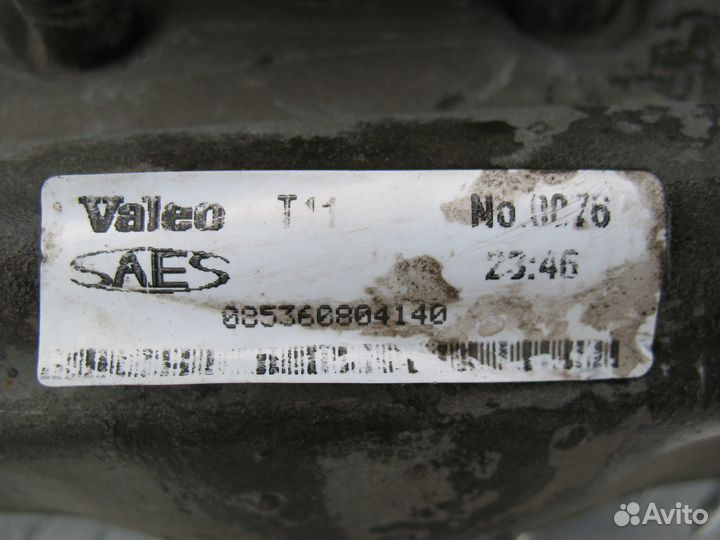 Valeo T11 No.0076
SAES 23:46
085360804140
Avito